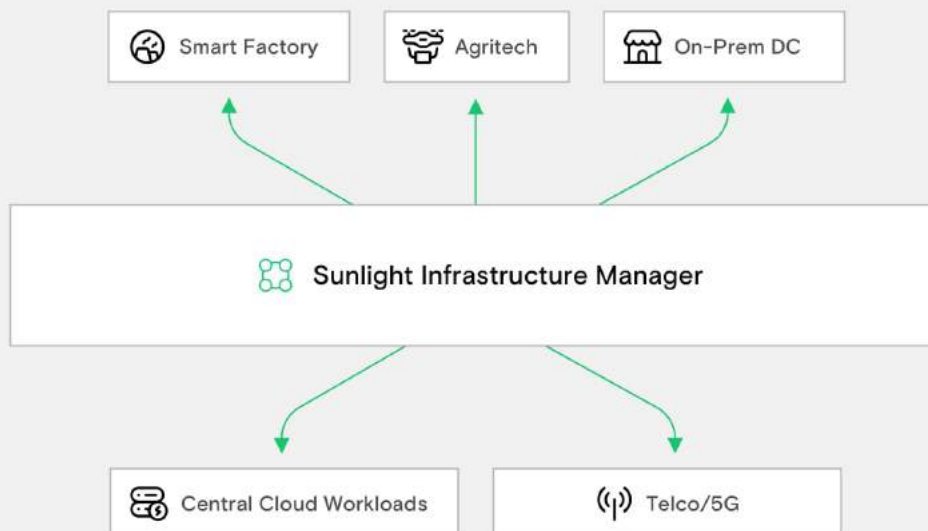 Smart Factory
Agritech
On-Prem DC
Sunlight Infrastructure Manager
Central Cloud Workloads
Telco/5G